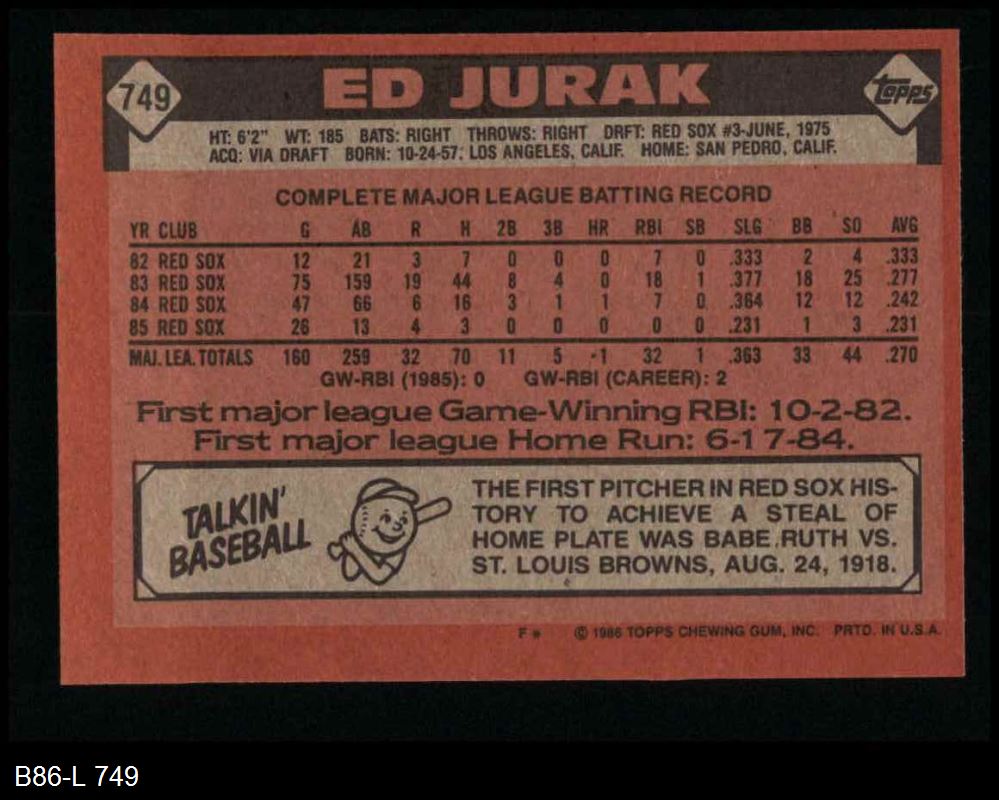 749
ED JURAK
Topps
HT: 6'2" WT: 185 BATS: RIGHT THROWS: RIGHT DRFT: RED SOX #3-JUNE, 1975
ACQ: VIA DRAFT BORN: 10-24-57, LOS ANGELES, CALIF. HOME: SAN PEDRO, CALIF.
COMPLETE MAJOR LEAGUE BATTING RECORD
YR CLUB G AB R H 2B 3B HR RBI SB SLG BB SO AVG
82 RED SOX 12 21 3 7 0 0 0 7 0 .333 2 4 .333
83 RED SOX 75 159 19 44 8 4 0 18 1 .377 18 25 .277
84 RED SOX 47 66 6 16 3 1 1 7 0 .364 12 12 .242
85 RED SOX 26 13 4 3 0 0 0 0 0 .231 1 3 .231
MAJ. LEA. TOTALS 160 259 32 70 11 5 1 32 1 .363 33 44 .270
GW-RBI (1985): 0 GW-RBI (CAREER): 2
First major league Game-Winning RBI: 10-2-82.
First major league Home Run: 6-17-84.
TALKIN'
BASEBALL
THE FIRST PITCHER IN RED SOX HIS-
TORY TO ACHIEVE A STEAL OF
HOME PLATE WAS BABE RUTH VS.
ST. LOUIS BROWNS, AUG. 24, 1918.
F * © 1986 TOPPS CHEWING GUM, INC. PRTD. IN U.S.A.
B86-L 749